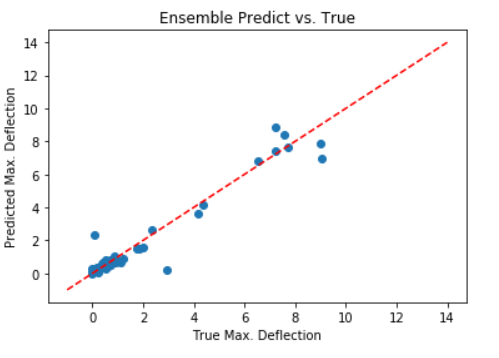 Ensemble Predict vs. True
Predicted Max. Deflection
14
12
10
8
6
4
2
0
0 2 4 6 8 10 12 14
True Max. Deflection